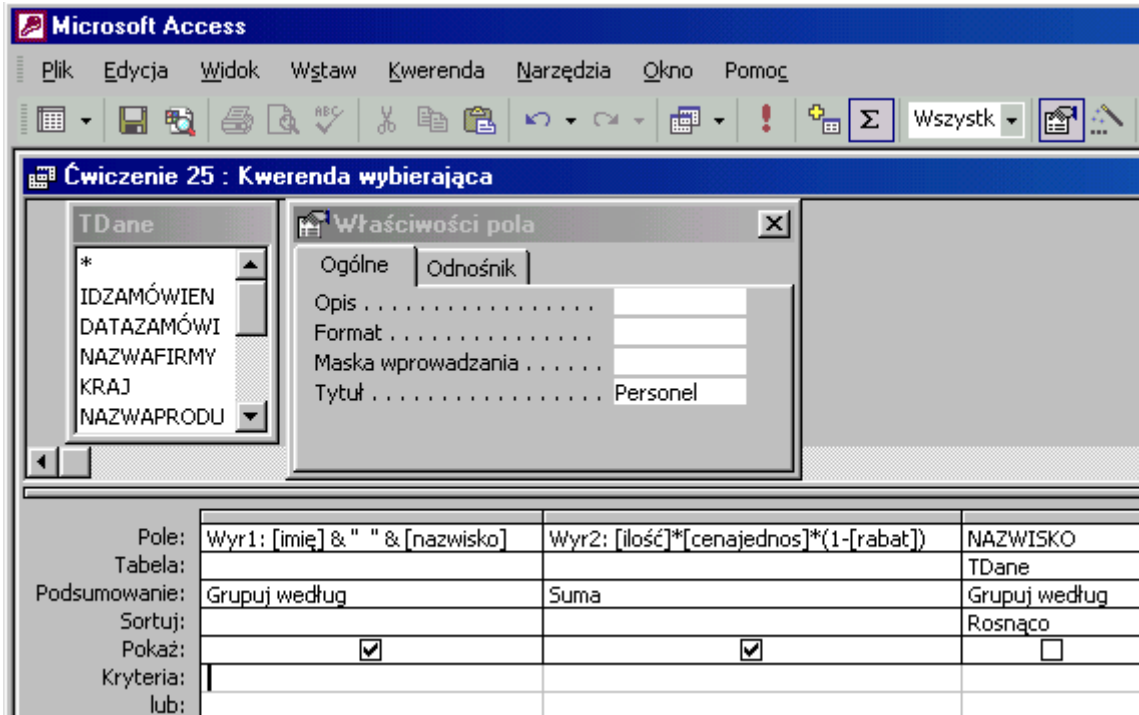 Microsoft Access
Plik Edycja Widok Wstaw Kwerenda Narzędzia Okno Pomoc
ABC Σ Wszystk
Ćwiczenie 25 : Kwerenda wybierająca
TDane
*
IDZAMÓWIEN
DATAZAMÓWI
NAZWAFIRMY
KRAJ
NAZWAPRODU
Właściwości pola
Ogólne Odnośnik
Opis . . . . . . . . . . . . . . . . . .
Format . . . . . . . . . . . . . . . .
Maska wprowadzania . . . . . .
Tytuł . . . . . . . . . . . . . . . . . . Personel
Pole: Wyr1: [imię] & "  " & [nazwisko] Wyr2: [ilość]*[cenajednos]*(1-[rabat]) NAZWISKO
Tabela: TDane
Podsumowanie: Grupuj według Suma Grupuj według
Sortuj: Rosnąco
Pokaż:
Kryteria:
lub: